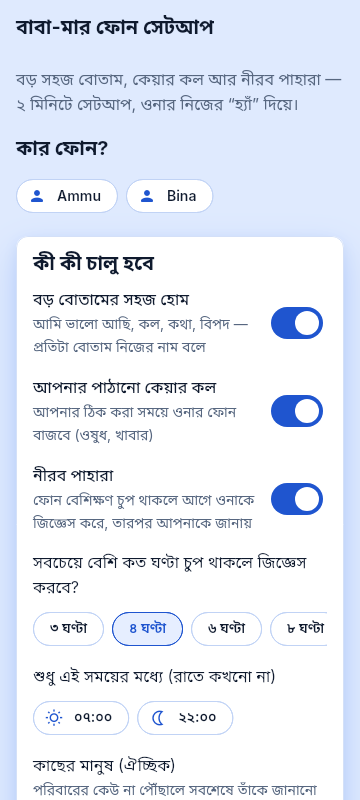 বাবা-মার ফোন সেটআপ
বড় সহজ বোতাম, কেয়ার কল আর নীরব পাহারা —
২ মিনিটে সেটআপ, ওনার নিজের “হ্যাঁ” দিয়ে।
কার ফোন?
Ammu Bina
কী কী চালু হবে
বড় বোতামের সহজ হোম
আমি ভালো আছি, কল, কথা, বিপদ —
প্রতিটা বোতাম নিজের নাম বলে
আপনার পাঠানো কেয়ার কল
আপনার ঠিক করা সময়ে ওনার ফোন
বাজবে (ওষুধ, খাবার)
নীরব পাহারা
ফোন বেশিক্ষণ চুপ থাকলে আগে ওনাকে
জিজ্ঞেস করে, তারপর আপনাকে জানায়
সবচেয়ে বেশি কত ঘণ্টা চুপ থাকলে জিজ্ঞেস
করবে?
৩ ঘণ্টা ৪ ঘণ্টা ৬ ঘণ্টা ৮ ঘণ্টা
শুধু এই সময়ের মধ্যে (রাতে কখনো না)
০৭:০০ ২২:০০
কাছের মানুষ (ঐচ্ছিক)
পরিবারের কেউ না পৌঁছালে সবশেষে তাঁকে জানানো